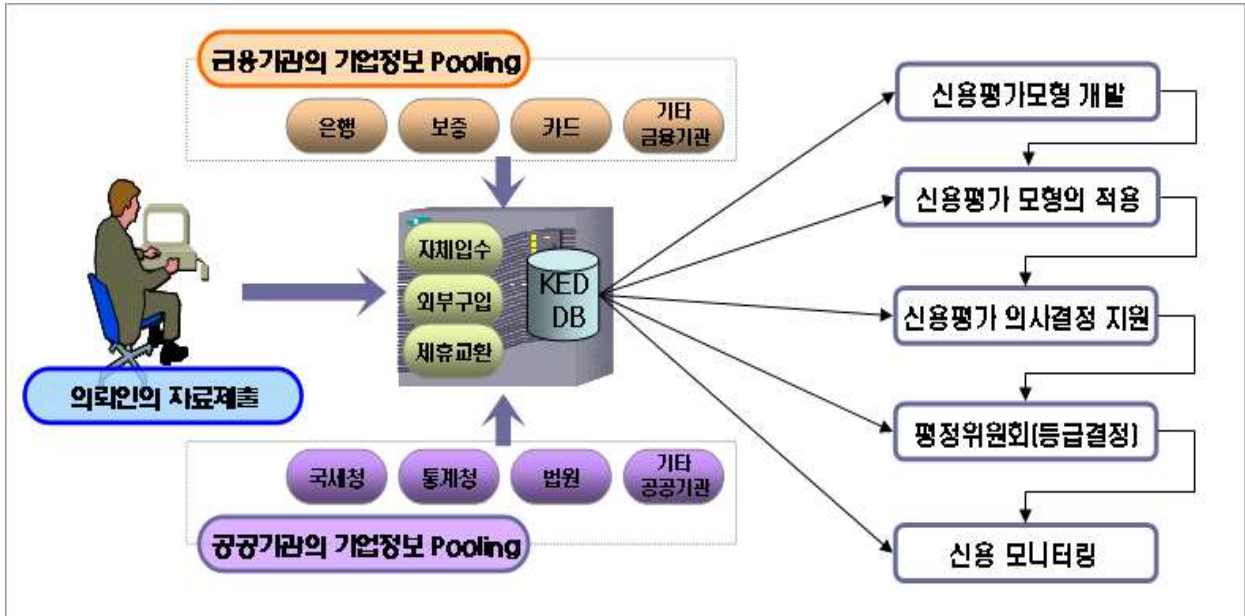 금융기관의 기업정보 Pooling
은행
보증
카드
기타
금융기관
자체입수
외부구입
제휴교환
KED
DB
의뢰인의 자료제출
국세청
통계청
법원
기타
공공기관
공공기관의 기업정보 Pooling
신용평가모형 개발
신용평가 모형의 적용
신용평가 의사결정 지원
평정위원회(등급결정)
신용 모니터링